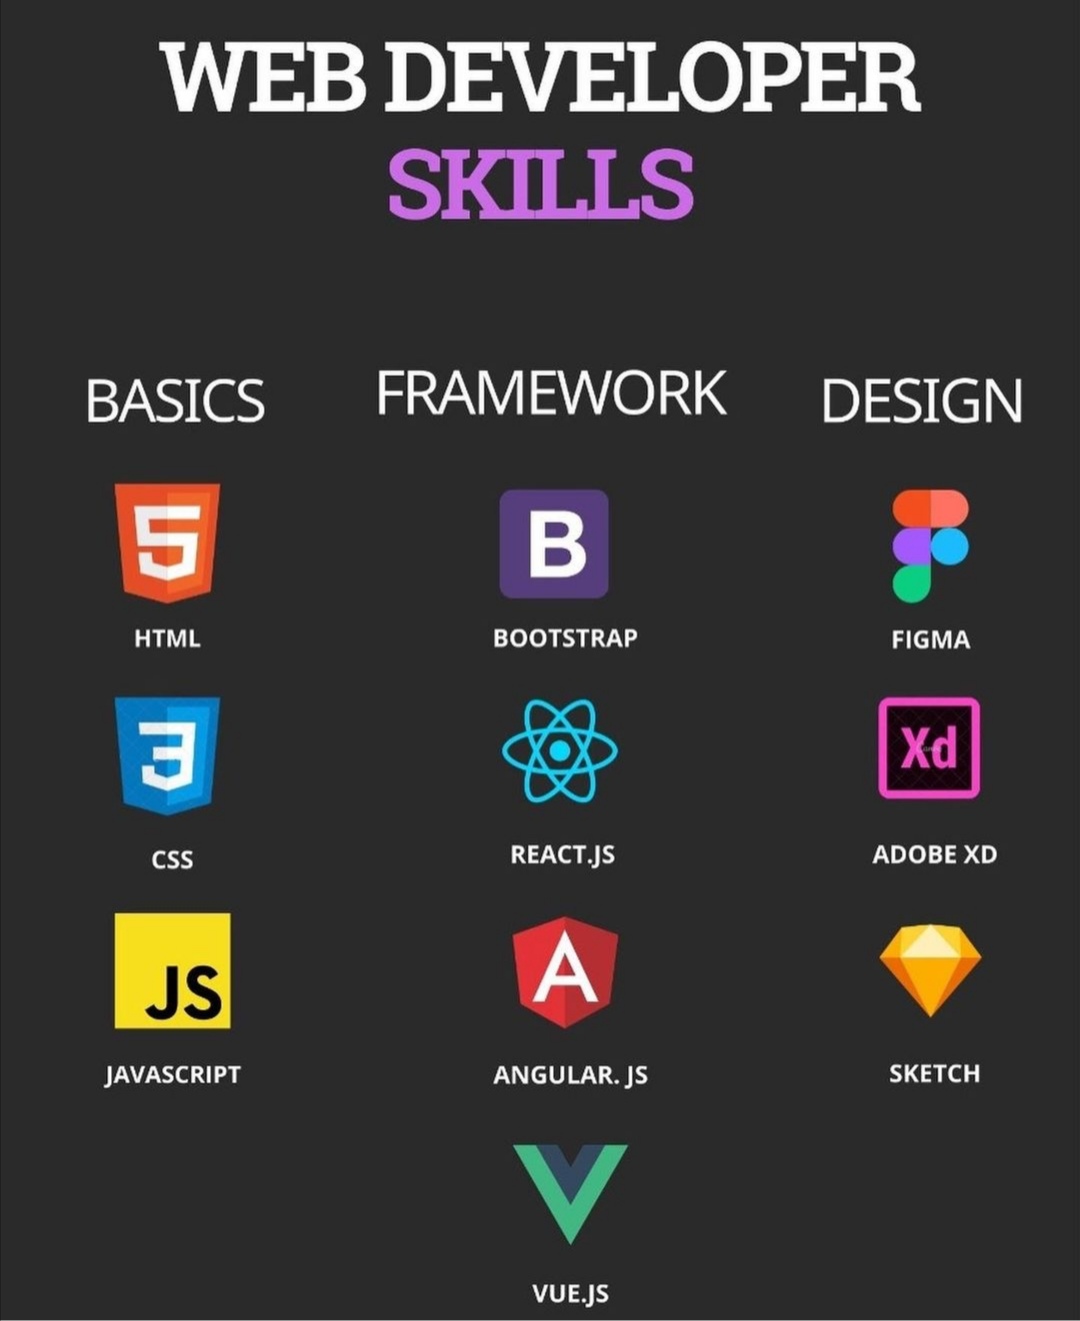 WEB DEVELOPER
SKILLS
BASICS
FRAMEWORK
DESIGN
5
HTML
B
BOOTSTRAP
FIGMA
3
CSS
REACT.JS
Xd
ADOBE XD
JS
JAVASCRIPT
A
ANGULAR. JS
SKETCH
VUE.JS